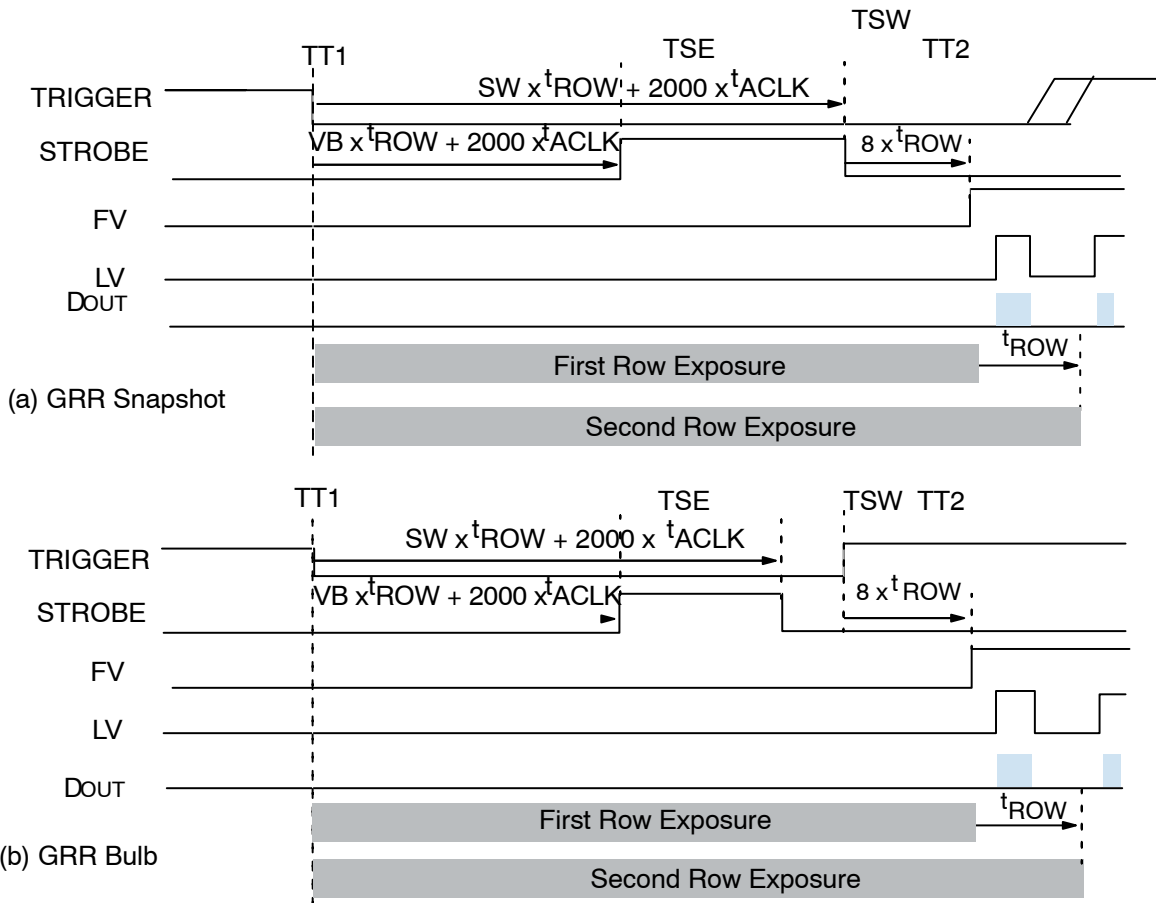 TSW
TT1 TSE TT2
TRIGGER SW x tROW + 2000 x tACLK
STROBE VB x tROW + 2000 x tACLK 8 x tROW
FV
LV
DOUT
tROW
First Row Exposure
(a) GRR Snapshot
Second Row Exposure
TT1 TSE TSW TT2
TRIGGER SW x tROW + 2000 x tACLK
STROBE VB x tROW + 2000 x tACLK 8 x tROW
FV
LV
DOUT
tROW
First Row Exposure
(b) GRR Bulb
Second Row Exposure